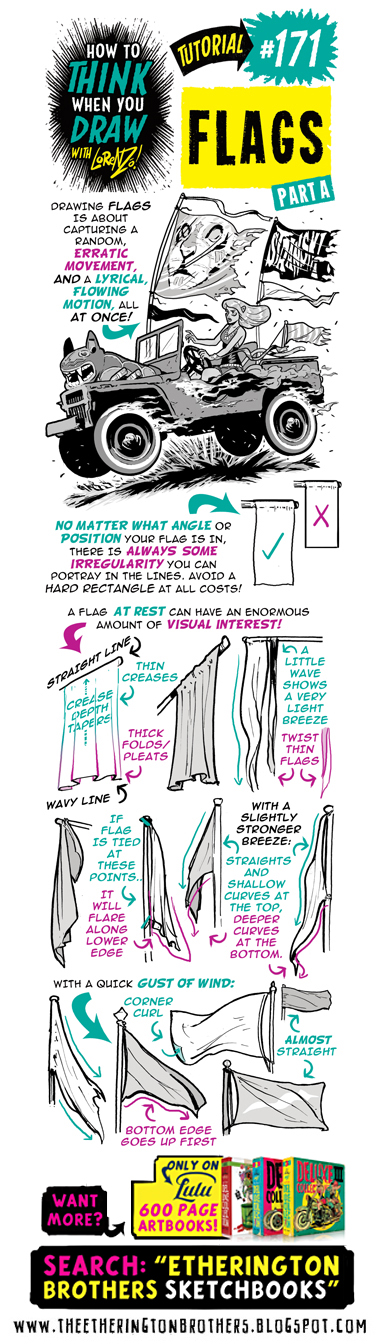 HOW TO
THINK
WHEN YOU
DRAW
WITH LORENZO!
TUTORIAL
#171
FLAGS
PART A
DRAWING FLAGS
IS ABOUT
CAPTURING A
RANDOM,
ERRATIC
MOVEMENT,
AND A LYRICAL,
FLOWING
MOTION, ALL
AT ONCE!
STRAIGHT
NO MATTER WHAT ANGLE OR
POSITION YOUR FLAG IS IN,
THERE IS ALWAYS SOME
IRREGULARITY YOU CAN
PORTRAY IN THE LINES. AVOID A
HARD RECTANGLE AT ALL COSTS!
A FLAG AT REST CAN HAVE AN ENORMOUS
AMOUNT OF VISUAL INTEREST!
STRAIGHT LINE
THIN
CREASES
CREASE
DEPTH
TAPERS
THICK
FOLDS/
PLEATS
A
LITTLE
WAVE
SHOWS
A VERY
LIGHT
BREEZE
TWIST
THIN
FLAGS
WAVY LINE
IF
FLAG
IS TIED
AT
THESE
POINTS..
IT
WILL
FLARE
ALONG
LOWER
EDGE
WITH A
SLIGHTLY
STRONGER
BREEZE:
STRAIGHTS
AND
SHALLOW
CURVES AT
THE TOP,
DEEPER
CURVES
AT THE
BOTTOM.
WITH A QUICK GUST OF WIND:
CORNER
CURL
ALMOST
STRAIGHT
BOTTOM EDGE
GOES UP FIRST
WANT
MORE?
ONLY ON
Lulu
600 PAGE
ARTBOOKS!
DELUXE
SEARCH: "ETHERINGTON
BROTHERS SKETCHBOOKS"
WWW.THEETHERINGTONBROTHERS.BLOGSPOT.COM